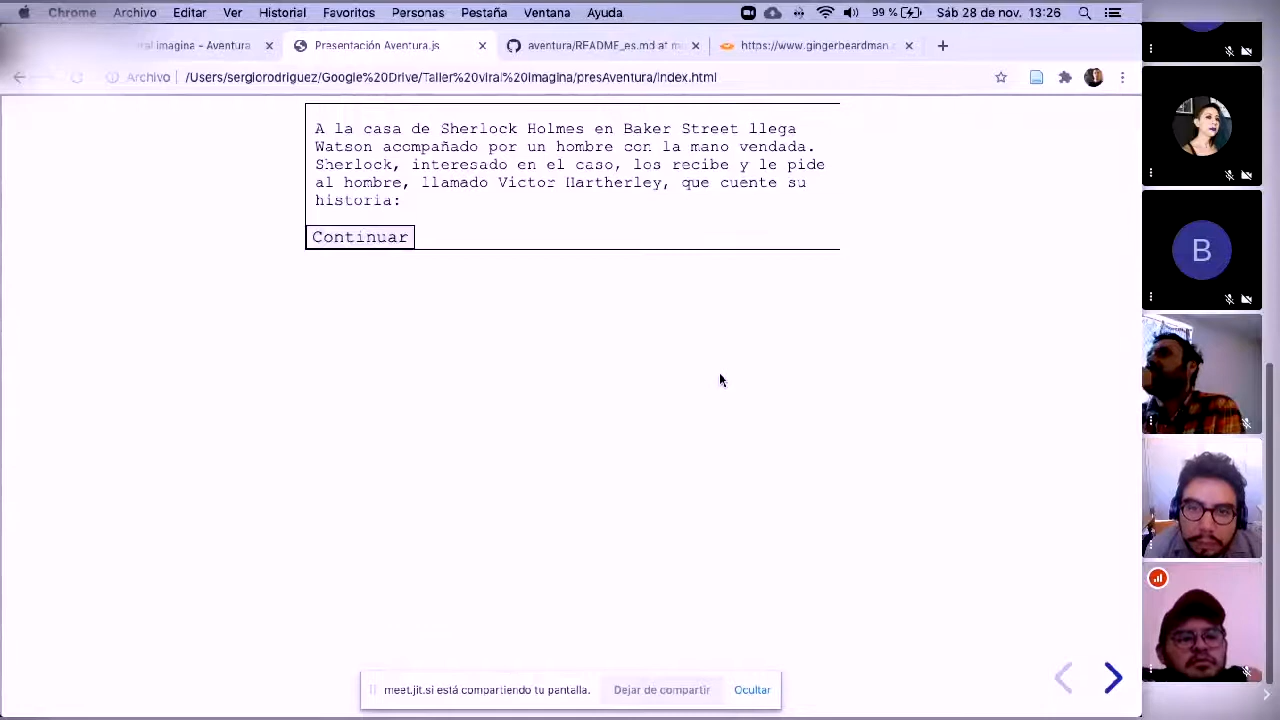 Chrome Archivo Editar Ver Historial Favoritos Personas Pestaña Ventana Ayuda 99 % Sáb 28 de nov. 13:26
ral imagina – Aventura
Presentación Aventura.js
aventura/README_es.md at m
https://www.gingerbeardman.c
Archivo /Users/sergiorodriguez/Google%20Drive/Taller%20viral%20imagina/presAventura/index.html
A la casa de Sherlock Holmes en Baker Street llega
Watson acompañado por un hombre con la mano vendada.
Sherlock, interesado en el caso, los recibe y le pide
al hombre, llamado Victor Hartherley, que cuente su
historia:
Continuar
B
meet.jit.si está compartiendo tu pantalla. Dejar de compartir Ocultar